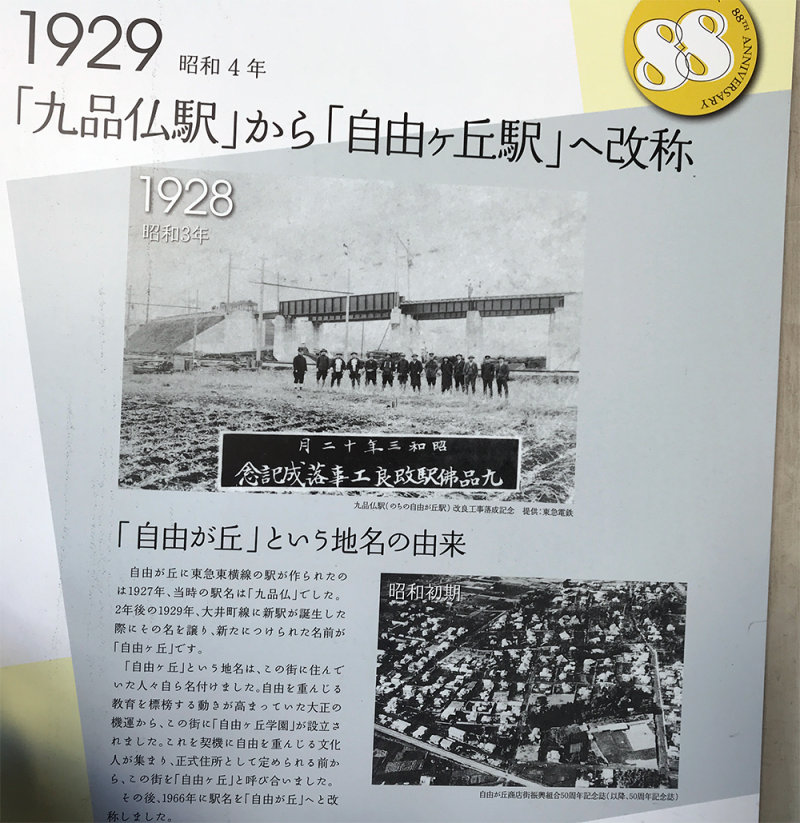 1929 昭和4年
88
88TH ANNIVERSARY
「九品仏駅」から「自由ヶ丘駅」へ改称
1928
昭和3年
月二十年三和昭
念記成落事工良改駅佛品九
九品仏駅(のちの自由が丘駅)改良工事落成記念 提供:東急電鉄
「自由が丘」という地名の由来
自由が丘に東急東横線の駅が作られたの
は1927年、当時の駅名は「九品仏」でした。
2年後の1929年、大井町線に新駅が誕生した
際にその名を譲り、新たにつけられた名前が
「自由ヶ丘」です。
「自由ヶ丘」という地名は、この街に住んで
いた人々自ら名付けました。自由を重んじる
教育を標榜する動きが高まっていた大正の
機運から、この街に「自由ヶ丘学園」が設立さ
れました。これを契機に自由を重んじる文化
人が集まり、正式住所として定められる前か
ら、この街を「自由ヶ丘」と呼び合いました。
その後、1966年に駅名を「自由が丘」へと改
称しました。
昭和初期
自由が丘商店街振興組合50周年記念誌(以降、50周年記念誌)